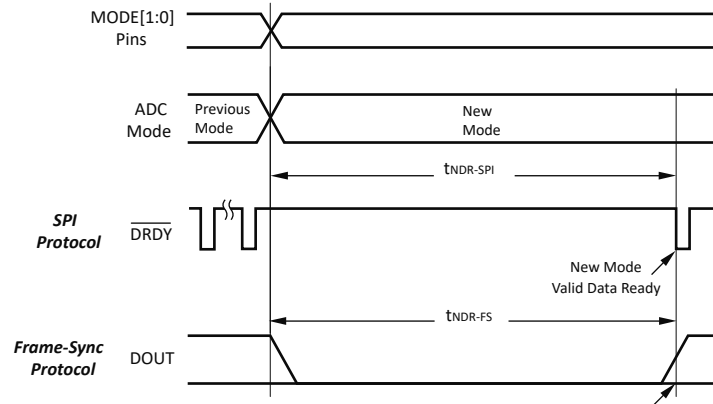 MODE[1:0]
Pins
ADC
Mode
Previous
Mode
New
Mode
tNDR-SPI
SPI
Protocol
DRDY
New Mode
Valid Data Ready
tNDR-FS
Frame-Sync
Protocol
DOUT